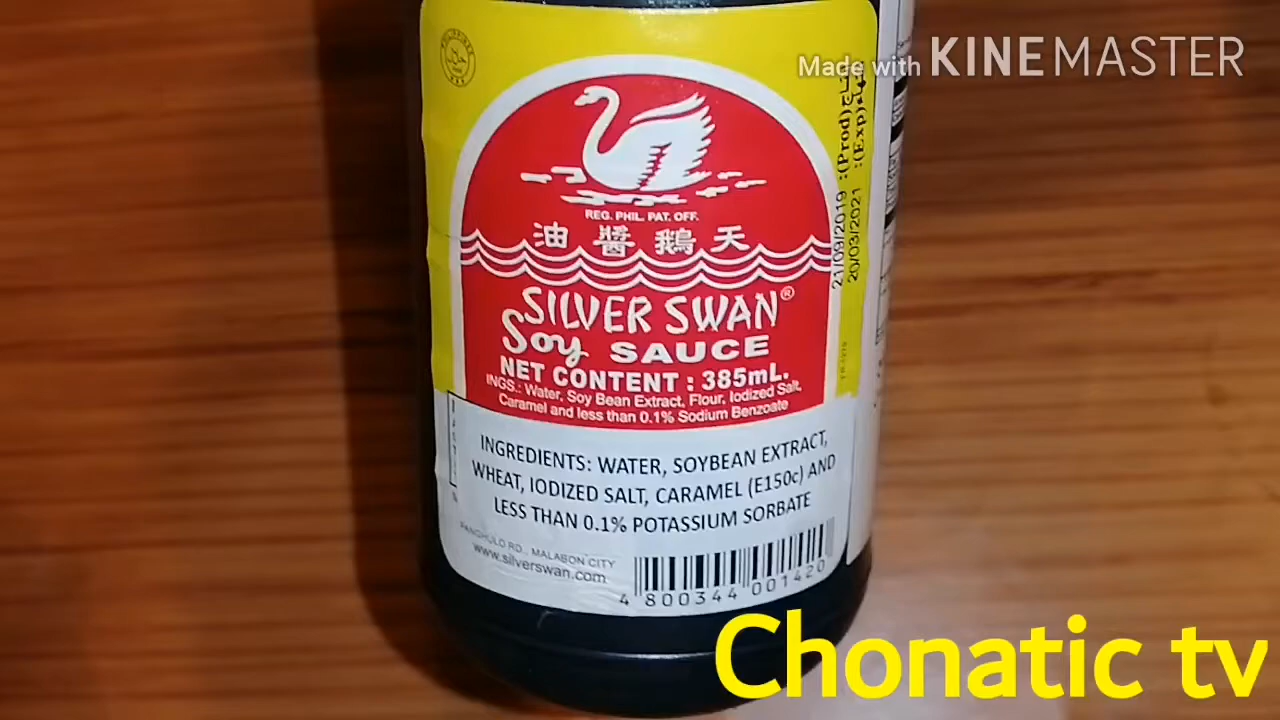 Made with KINEMASTER
PHILIPPINES
REG. PHIL. PAT. OFF.
油醬鵝天
SILVER SWAN®
Soy SAUCE
NET CONTENT : 385mL.
INGS.: Water, Soy Bean Extract, Flour, Iodized Salt,
Caramel and less than 0.1% Sodium Benzoate
INGREDIENTS: WATER, SOYBEAN EXTRACT,
WHEAT, IODIZED SALT, CARAMEL (E150c) AND
LESS THAN 0.1% POTASSIUM SORBATE
PANGHULO RD., MALABON CITY
www.silverswan.com
4 800344 001420
21/09/2019 :(Prod)
20/03/2021 :(Exp)
Chonatic tv